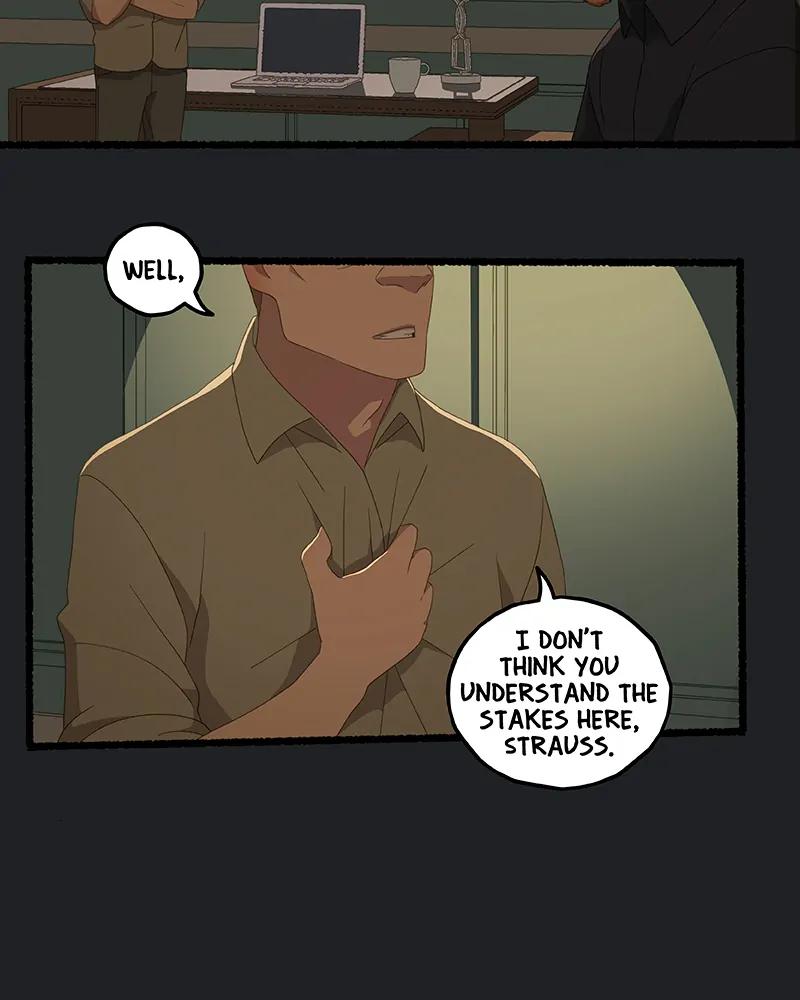 WELL,
I DON'T
THINK YOU
UNDERSTAND THE
STAKES HERE,
STRAUSS.